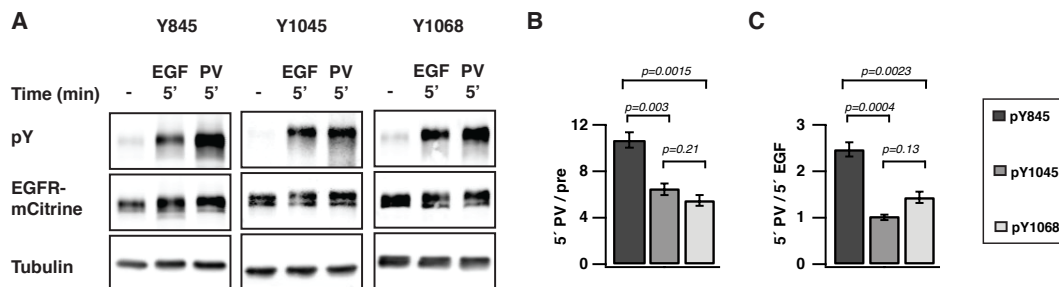 A
Y845 Y1045 Y1068
EGF PV EGF PV EGF PV
Time (min) - 5’ 5’ - 5’ 5’ - 5’ 5’
pY
EGFR-
mCitrine
Tubulin
B
p=0.0015
p=0.003
p=0.21
12
8
4
0
5´ PV / pre
C
p=0.0023
p=0.0004
p=0.13
3
2
1
0
5´ PV / 5´ EGF
pY845
pY1045
pY1068